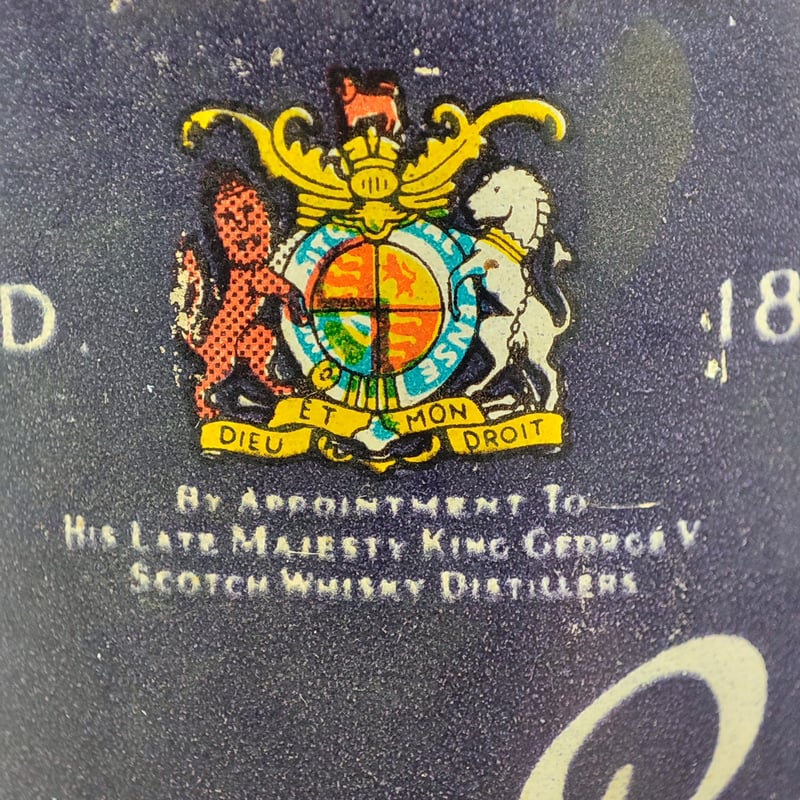 D
18
DIEU ET MON DROIT
BY APPOINTMENT TO
HIS LATE MAJESTY KING GEORGE V
SCOTCH WHISKY DISTILLERS